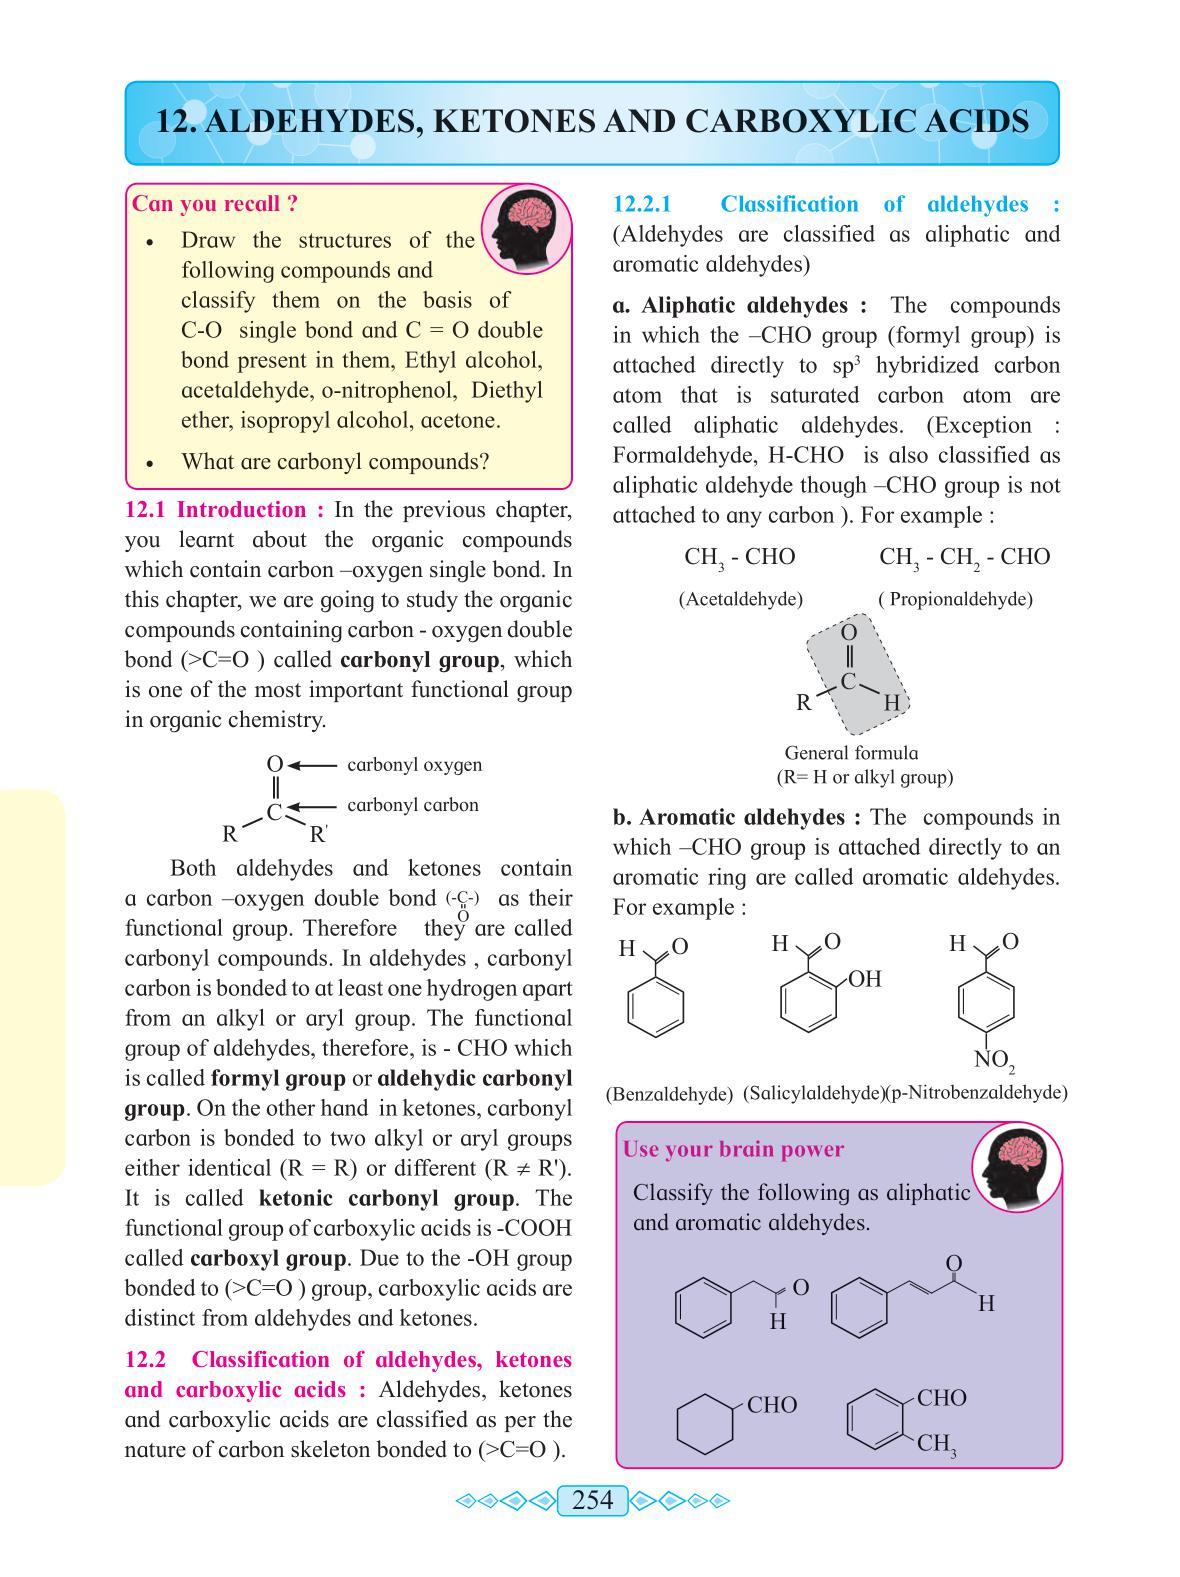 12. ALDEHYDES, KETONES AND CARBOXYLIC ACIDS
Can you recall ?
• Draw the structures of the
following compounds and
classify them on the basis of
C-O single bond and C = O double
bond present in them, Ethyl alcohol,
acetaldehyde, o-nitrophenol, Diethyl
ether, isopropyl alcohol, acetone.
• What are carbonyl compounds?
12.1 Introduction : In the previous chapter,
you learnt about the organic compounds
which contain carbon –oxygen single bond. In
this chapter, we are going to study the organic
compounds containing carbon - oxygen double
bond (>C=O ) called carbonyl group, which
is one of the most important functional group
in organic chemistry.
O carbonyl oxygen
C carbonyl carbon
R R'
Both aldehydes and ketones contain
a carbon –oxygen double bond (-C-) as their
O
functional group. Therefore they are called
carbonyl compounds. In aldehydes , carbonyl
carbon is bonded to at least one hydrogen apart
from an alkyl or aryl group. The functional
group of aldehydes, therefore, is - CHO which
is called formyl group or aldehydic carbonyl
group. On the other hand in ketones, carbonyl
carbon is bonded to two alkyl or aryl groups
either identical (R = R) or different (R ≠ R').
It is called ketonic carbonyl group. The
functional group of carboxylic acids is -COOH
called carboxyl group. Due to the -OH group
bonded to (>C=O ) group, carboxylic acids are
distinct from aldehydes and ketones.
12.2 Classification of aldehydes, ketones
and carboxylic acids : Aldehydes, ketones
and carboxylic acids are classified as per the
nature of carbon skeleton bonded to (>C=O ).
12.2.1 Classification of aldehydes :
(Aldehydes are classified as aliphatic and
aromatic aldehydes)
a. Aliphatic aldehydes : The compounds
in which the –CHO group (formyl group) is
attached directly to sp³ hybridized carbon
atom that is saturated carbon atom are
called aliphatic aldehydes. (Exception :
Formaldehyde, H-CHO is also classified as
aliphatic aldehyde though –CHO group is not
attached to any carbon ). For example :
CH₃ - CHO CH₃ - CH₂ - CHO
(Acetaldehyde) ( Propionaldehyde)
O
C
R H
General formula
(R= H or alkyl group)
b. Aromatic aldehydes : The compounds in
which –CHO group is attached directly to an
aromatic ring are called aromatic aldehydes.
For example :
H O H O H O
OH
NO₂
(Benzaldehyde) (Salicylaldehyde)(p-Nitrobenzaldehyde)
Use your brain power
Classify the following as aliphatic
and aromatic aldehydes.
O
O
H
H
CHO CHO
CH₃
254